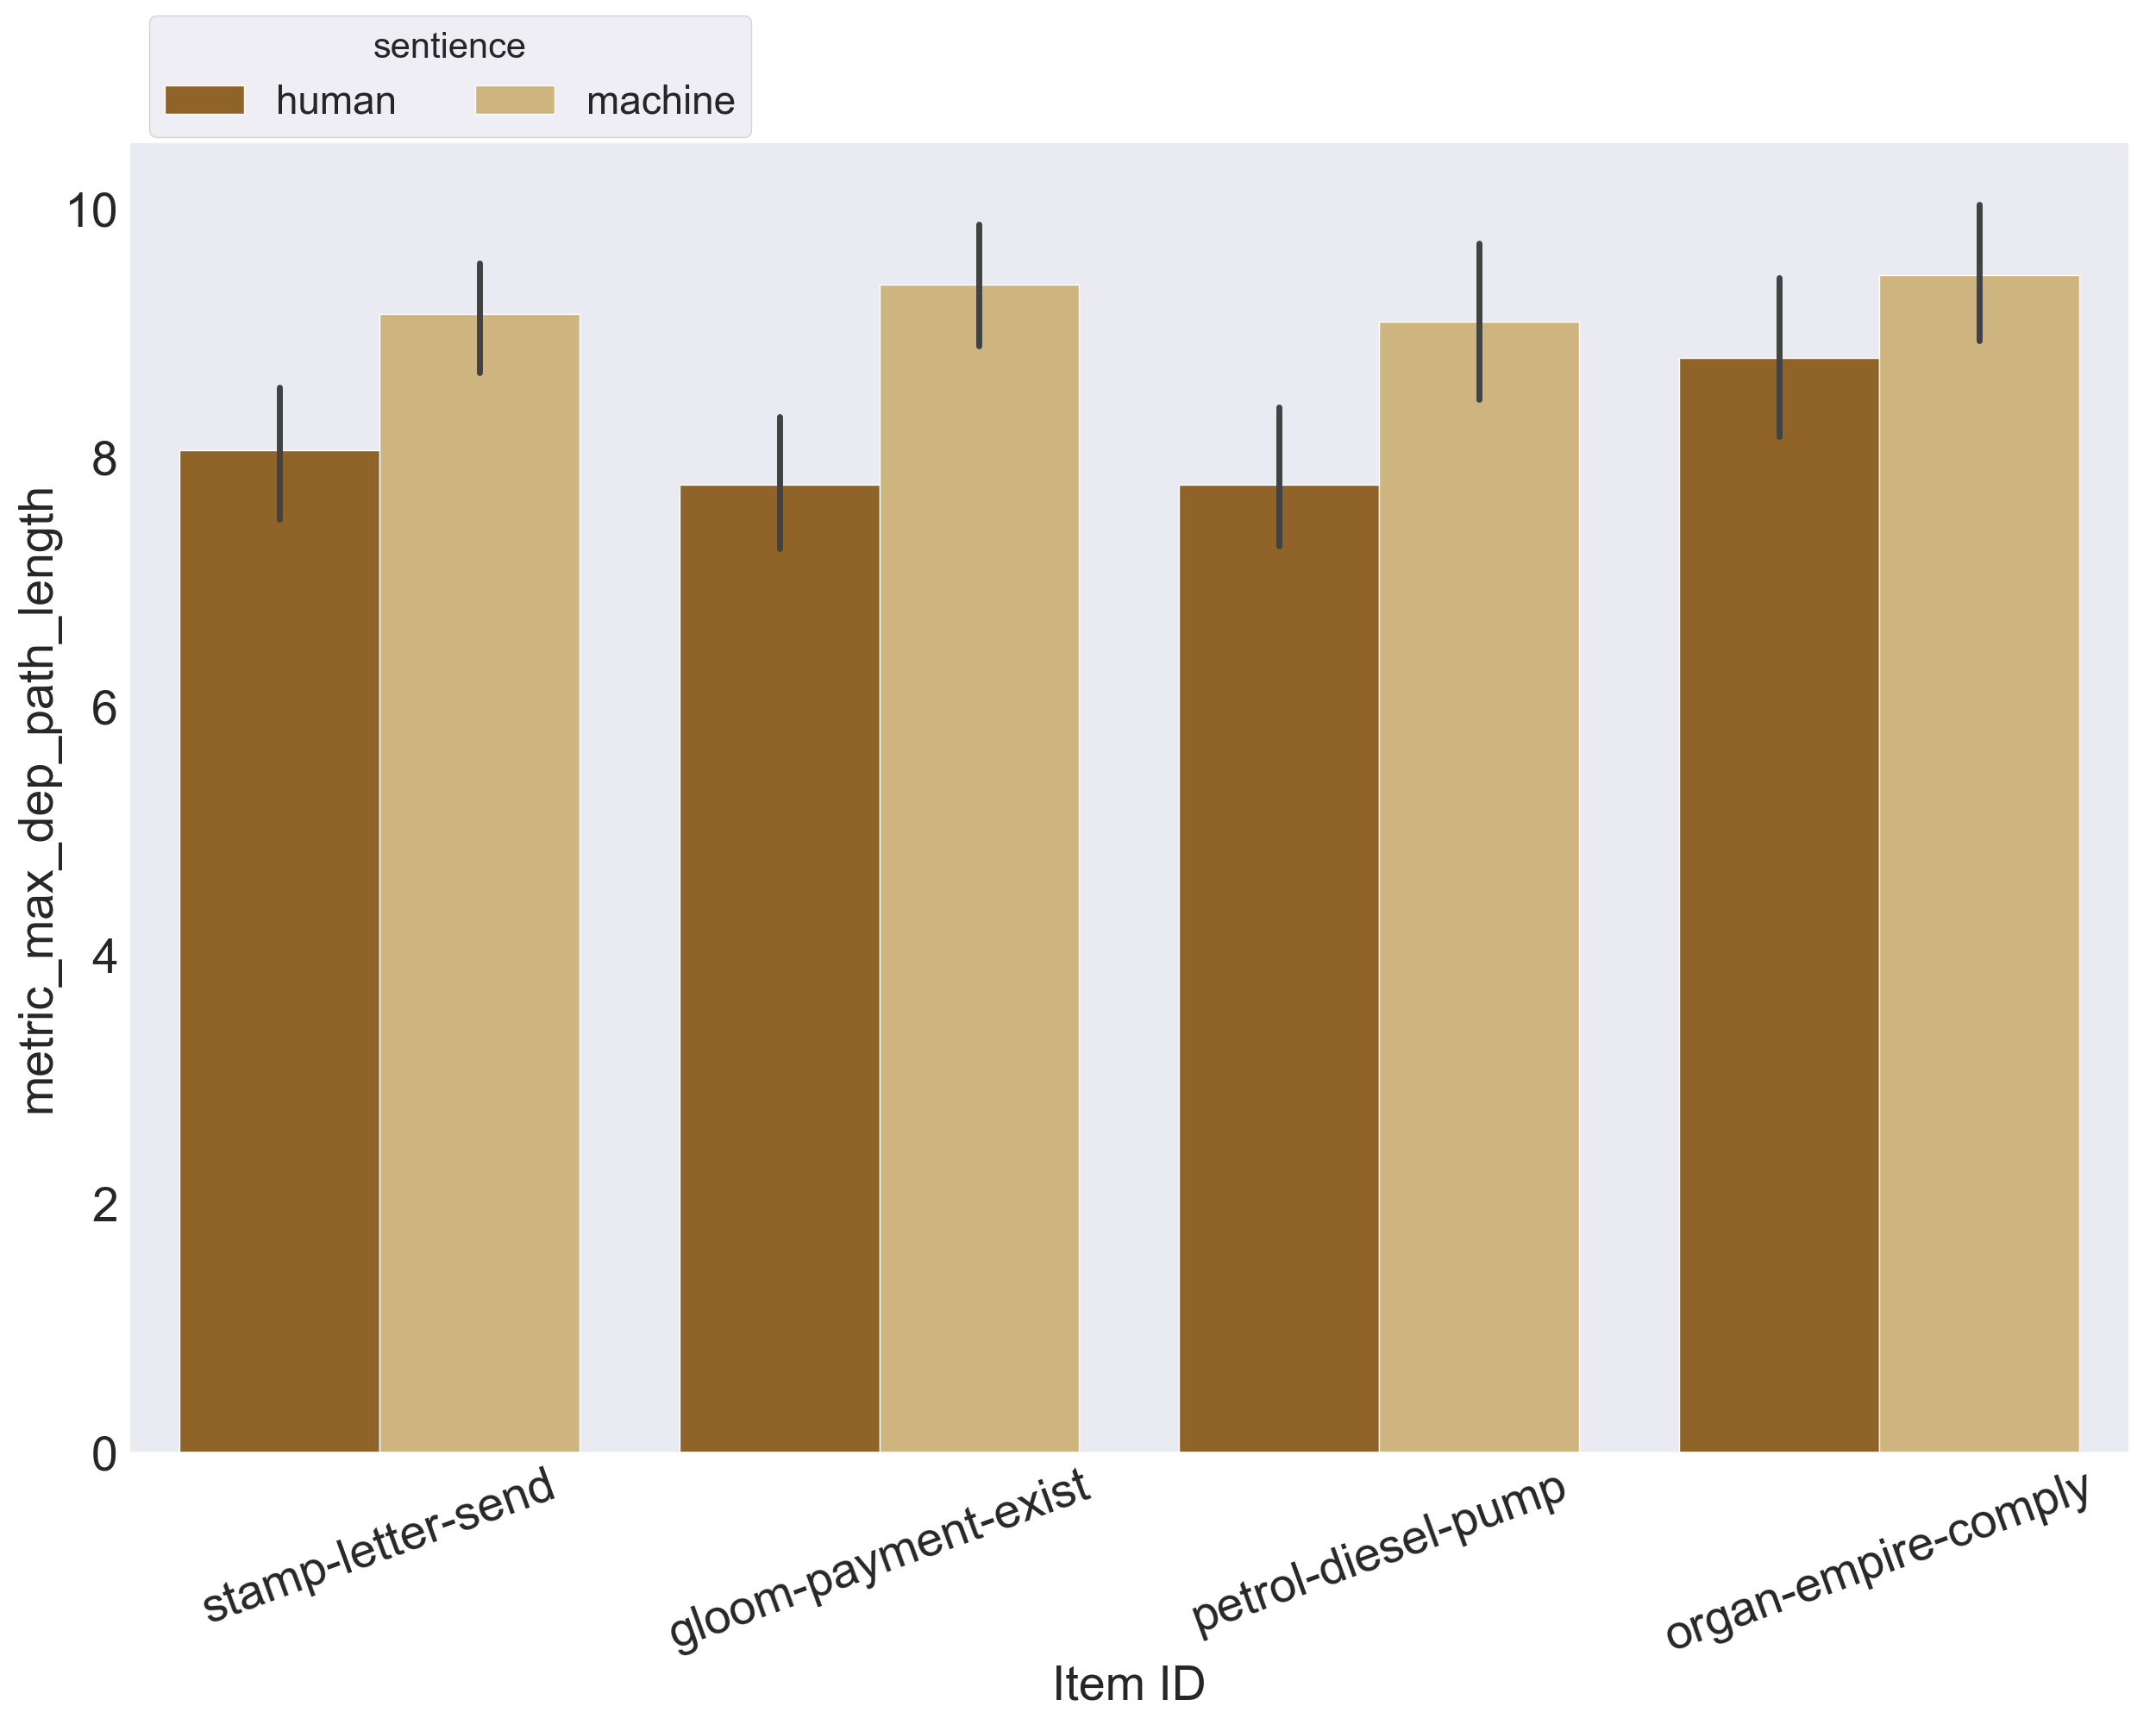 sentience
human machine
10
8
6
4
2
0
metric_max_dep_path_length
stamp-letter-send
gloom-payment-exist
petrol-diesel-pump
organ-empire-comply
Item ID